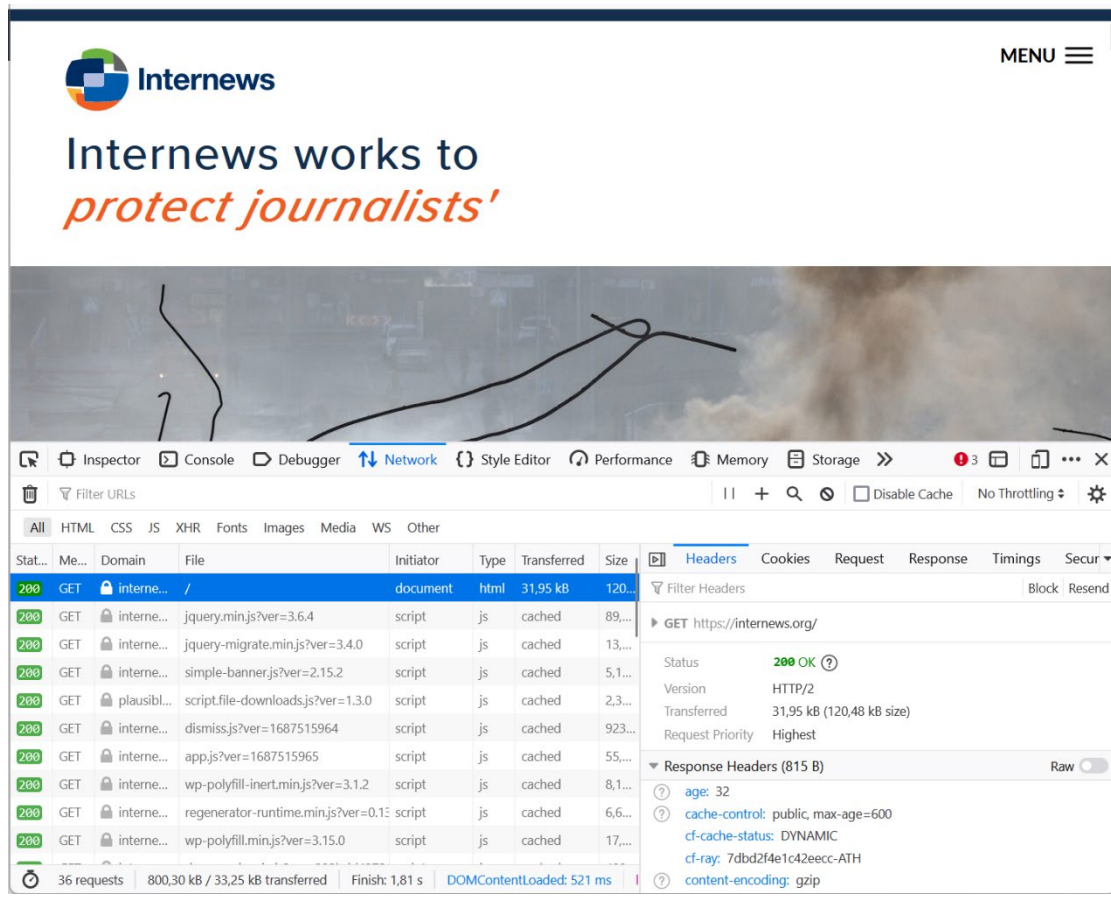 MENU
Internews
Internews works to
protect journalists'
Inspector Console Debugger Network Style Editor Performance Memory Storage 3
Filter URLs Disable Cache No Throttling
All HTML CSS JS XHR Fonts Images Media WS Other
Stat... Me... Domain File Initiator Type Transferred Size Headers Cookies Request Response Timings Secur
200 GET interne... / document html 31,95 kB 120... Filter Headers Block Resend
200 GET interne... jquery.min.js?ver=3.6.4 script js cached 89,...
GET https://internews.org/
200 GET interne... jquery-migrate.min.js?ver=3.4.0 script js cached 13,...
200 GET interne... simple-banner.js?ver=2.15.2 script js cached 5,1...
Status 200 OK
200 GET plausibl... script.file-downloads.js?ver=1.3.0 script js cached 2,3...
Version HTTP/2
200 GET interne... dismiss.js?ver=1687515964 script js cached 923...
Transferred 31,95 kB (120,48 kB size)
Request Priority Highest
200 GET interne... app.js?ver=1687515965 script js cached 55,...
Response Headers (815 B) Raw
200 GET interne... wp-polyfill-inert.min.js?ver=3.1.2 script js cached 8,1...
age: 32
200 GET interne... regenerator-runtime.min.js?ver=0.13 script js cached 6,6...
cache-control: public, max-age=600
200 GET interne... wp-polyfill.min.js?ver=3.15.0 script js cached 17,...
cf-cache-status: DYNAMIC
cf-ray: 7dbd2f4e1c42eecc-ATH
36 requests 800,30 kB / 33,25 kB transferred Finish: 1,81 s DOMContentLoaded: 521 ms
content-encoding: gzip